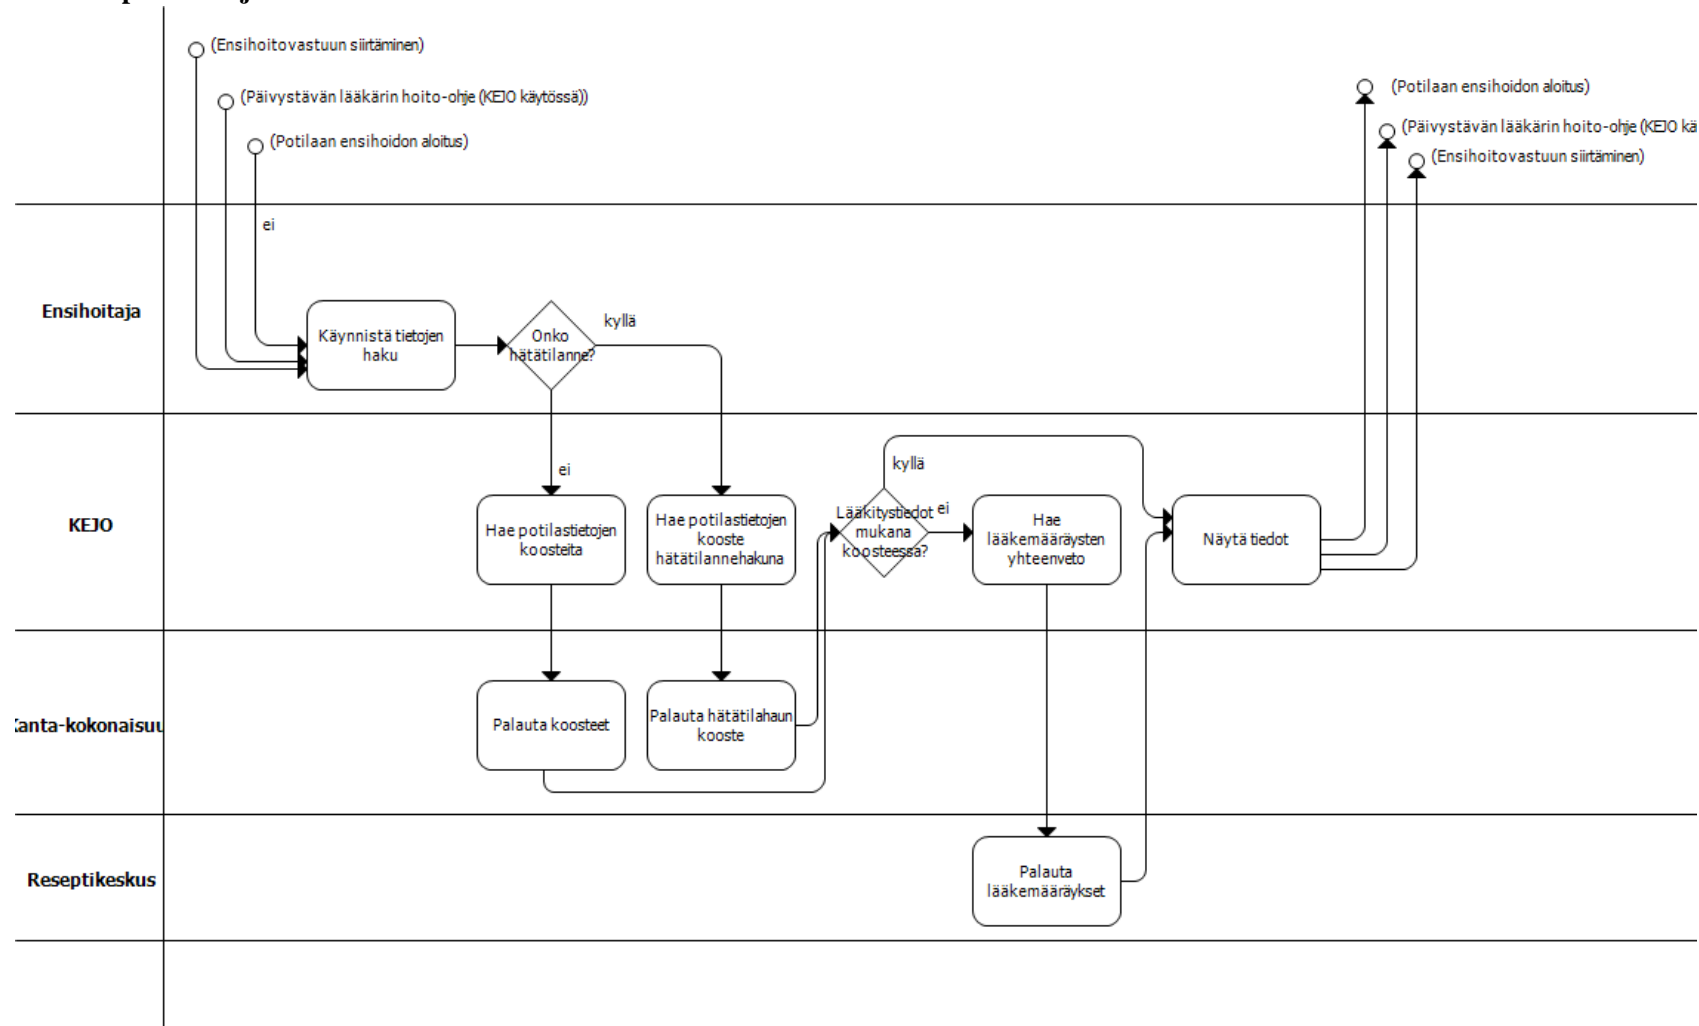 (Ensihoitovastuun siirtäminen)
(Päivystävän lääkärin hoito-ohje (KEJO käytössä))
(Potilaan ensihoidon aloitus)
(Potilaan ensihoidon aloitus)
(Päivystävän lääkärin hoito-ohje (KEJO kä
(Ensihoitovastuun siirtäminen)
ei
Ensihoitaja
Käynnistä tietojen
haku
Onko
hätätilanne?
kyllä
KEJO
ei
Hae potilastietojen
koosteita
Hae potilastietojen
kooste
hätätilannehakuna
kyllä
Lääkitystiedot
mukana
koosteessa?
ei
Hae
lääkemääräysten
yhteenveto
Näytä tiedot
Kanta-kokonaisuu
Palauta koosteet
Palauta hätätilahaun
kooste
Reseptikeskus
Palauta
lääkemääräykset